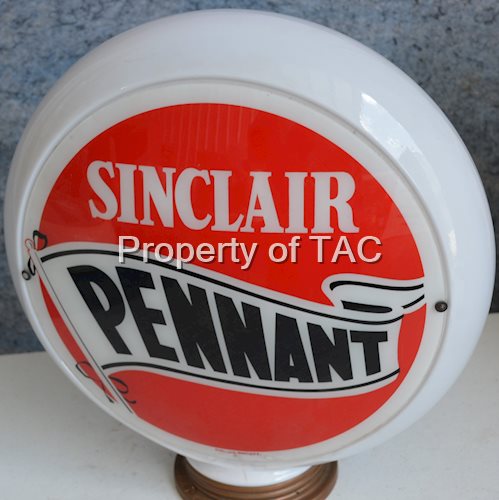 SINCLAIR
Property of TAC
PENNANT